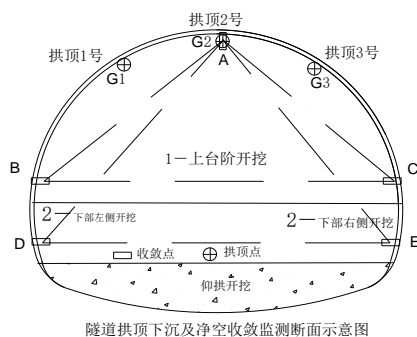 拱顶2号
拱顶1号
G2
拱顶3号
G1
A
G3
B
1-上台阶开挖
C
2-下部左侧开挖
2-下部右侧开挖
D
E
收敛点
拱顶点
仰拱开挖
隧道拱顶下沉及净空收敛监测断面示意图